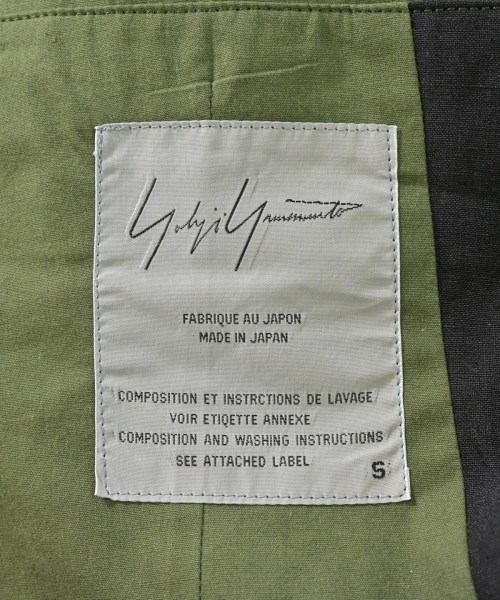 Yohji Yamamoto
FABRIQUE AU JAPON
MADE IN JAPAN
COMPOSITION ET INSTRCTIONS DE LAVAGE/
VOIR ETIQETTE ANNEXE
COMPOSITION AND WASHING INSTRUCTIONS
SEE ATTACHED LABEL
S